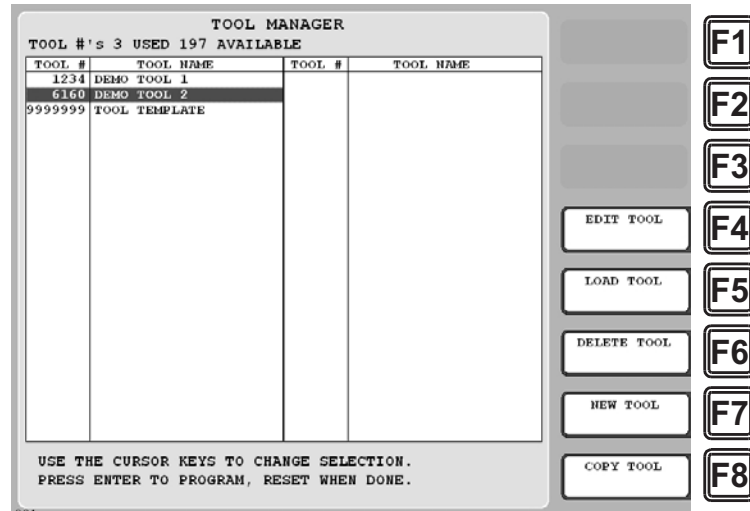 TOOL MANAGER
TOOL #'s 3 USED 197 AVAILABLE
TOOL # TOOL NAME TOOL # TOOL NAME
1234 DEMO TOOL 1
6160 DEMO TOOL 2
9999999 TOOL TEMPLATE
USE THE CURSOR KEYS TO CHANGE SELECTION.
PRESS ENTER TO PROGRAM, RESET WHEN DONE.
F1
F2
F3
EDIT TOOL F4
LOAD TOOL F5
DELETE TOOL F6
NEW TOOL F7
COPY TOOL F8